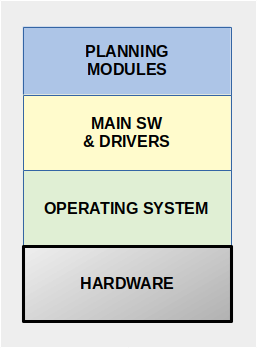 PLANNING
MODULES
MAIN SW
& DRIVERS
OPERATING SYSTEM
HARDWARE